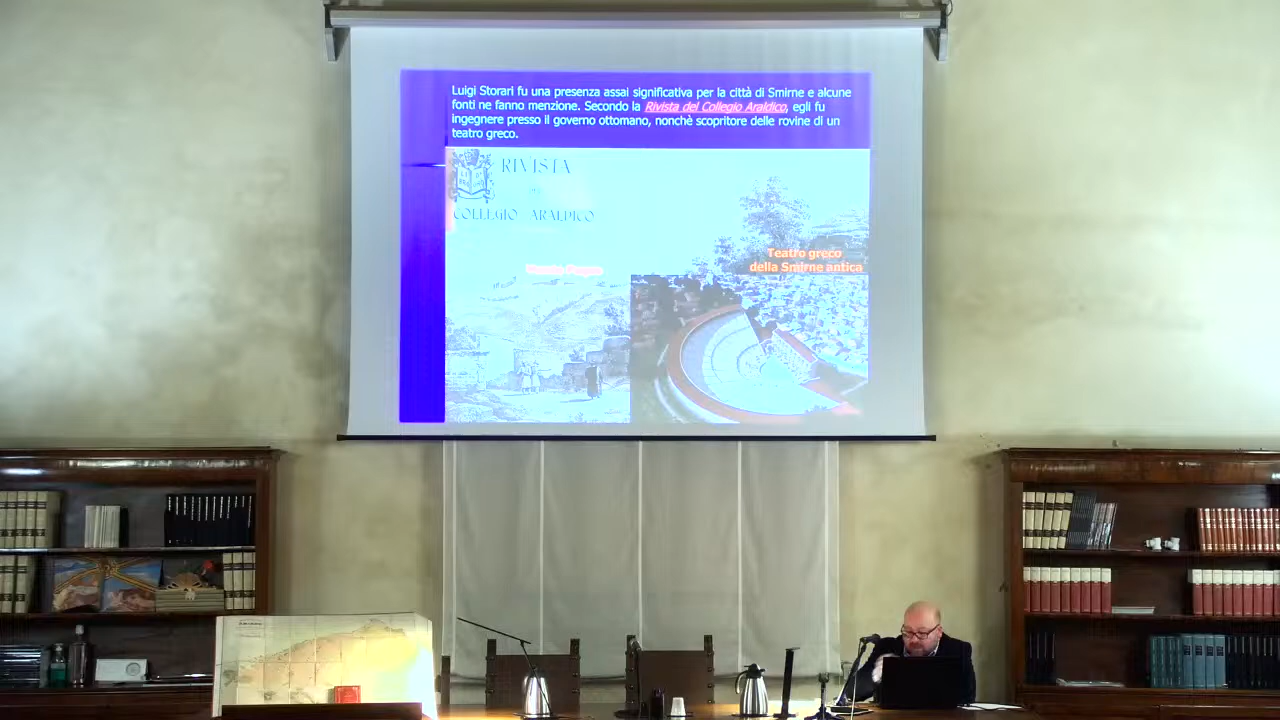 Luigi Storari fu una presenza assai significativa per la città di Smirne e alcune
fonti ne fanno menzione. Secondo la Rivista del Collegio Araldico, egli fu
ingegnere presso il governo ottomano, nonchè scopritore delle rovine di un
teatro greco.
RIVISTA
COLLEGIO ARALDICO
Teatro greco
della Smirne antica